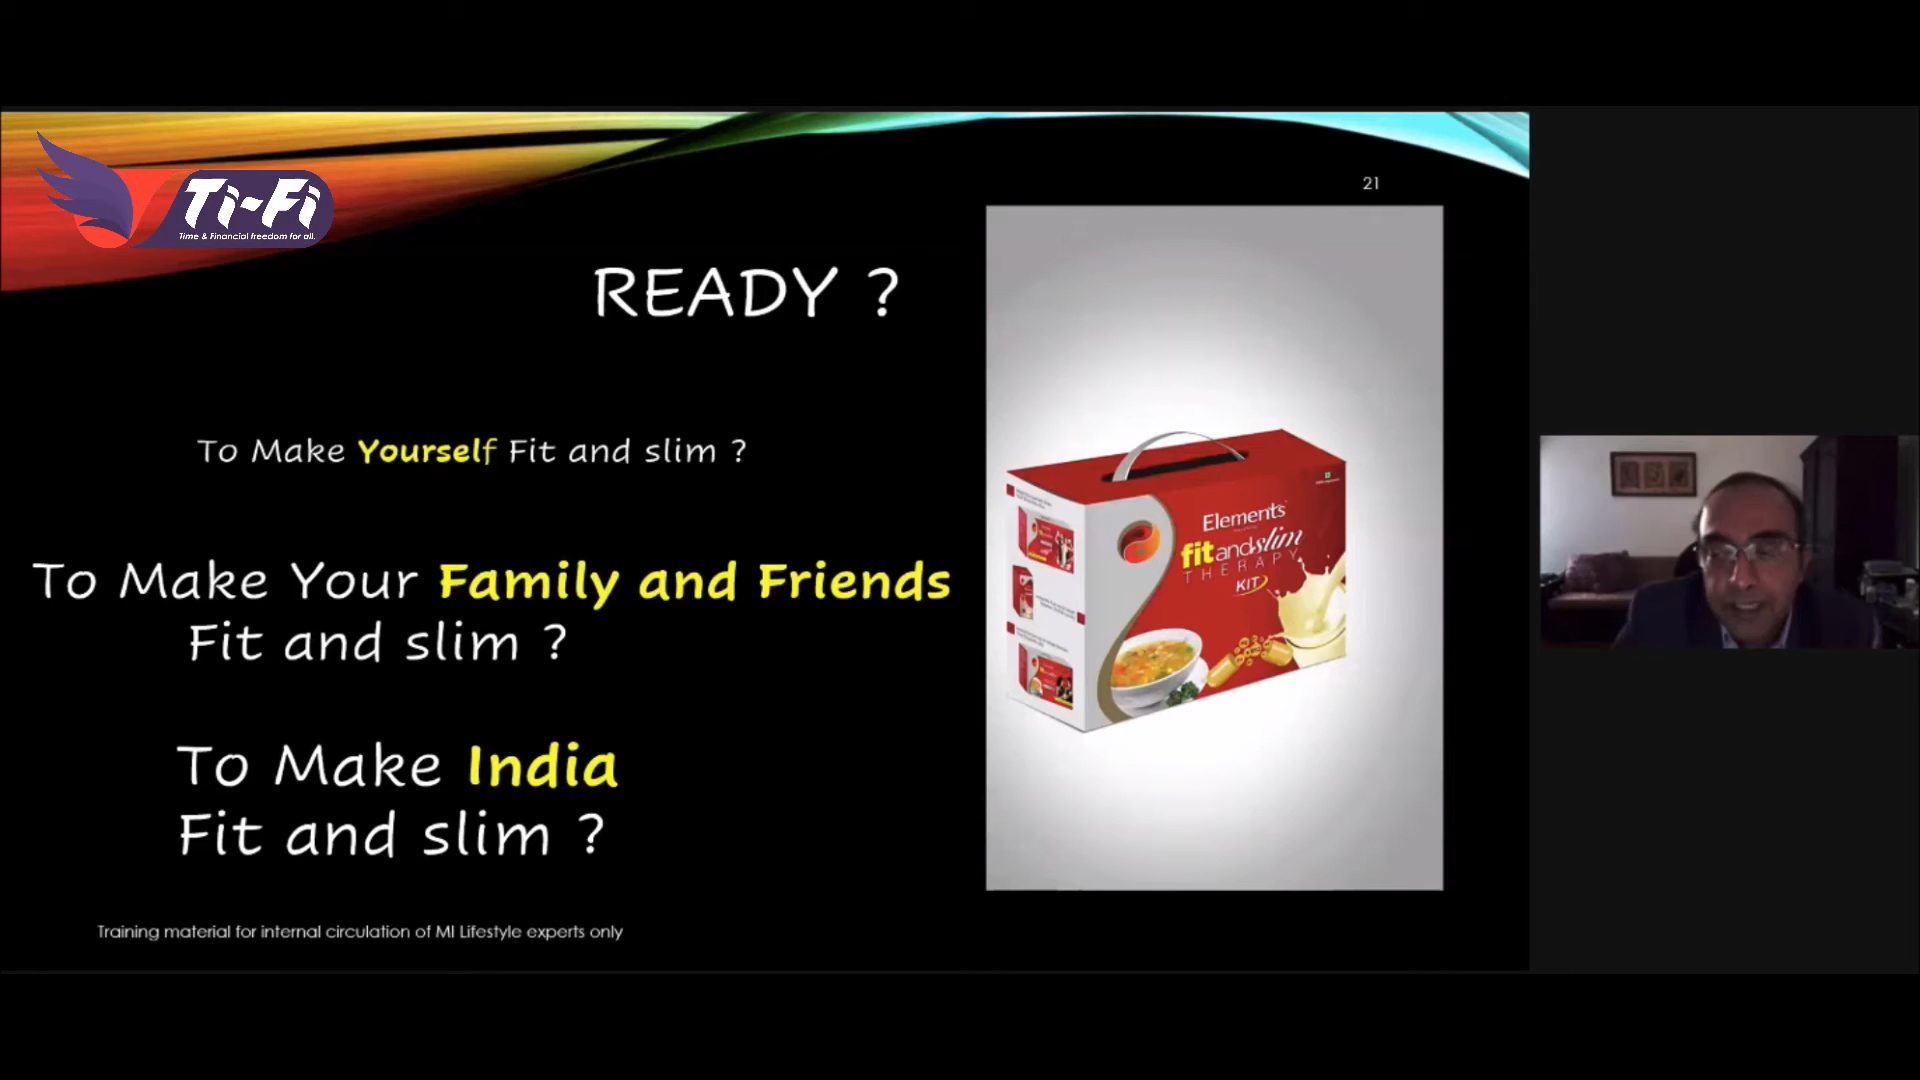 Ti-Fi
Time & Financial freedom for all.
21
READY ?
To Make Yourself Fit and slim ?
To Make Your Family and Friends
Fit and slim ?
To Make India
Fit and slim ?
Elements
fit and slim
THERAPY
KIT
Training material for internal circulation of MI Lifestyle experts only